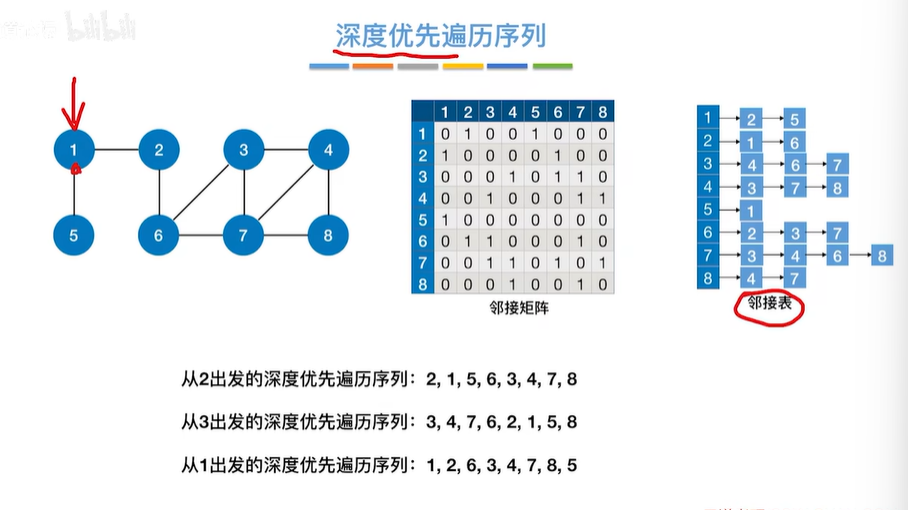 bilibili
深度优先遍历序列
1 2 3 4
5 6 7 8
1 2 3 4 5 6 7 8
1 0 1 0 0 1 0 0 0
2 1 0 0 0 0 1 0 0
3 0 0 0 1 0 1 1 0
4 0 0 1 0 0 0 1 1
5 1 0 0 0 0 0 0 0
6 0 1 1 0 0 0 1 0
7 0 0 1 1 0 1 0 1
8 0 0 0 1 0 0 1 0
邻接矩阵
1 2 5
2 1 6
3 4 6 7
4 3 7 8
5 1
6 2 3 7
7 3 4 6 8
8 4 7
邻接表
从2出发的深度优先遍历序列：2, 1, 5, 6, 3, 4, 7, 8
从3出发的深度优先遍历序列：3, 4, 7, 6, 2, 1, 5, 8
从1出发的深度优先遍历序列：1, 2, 6, 3, 4, 7, 8, 5